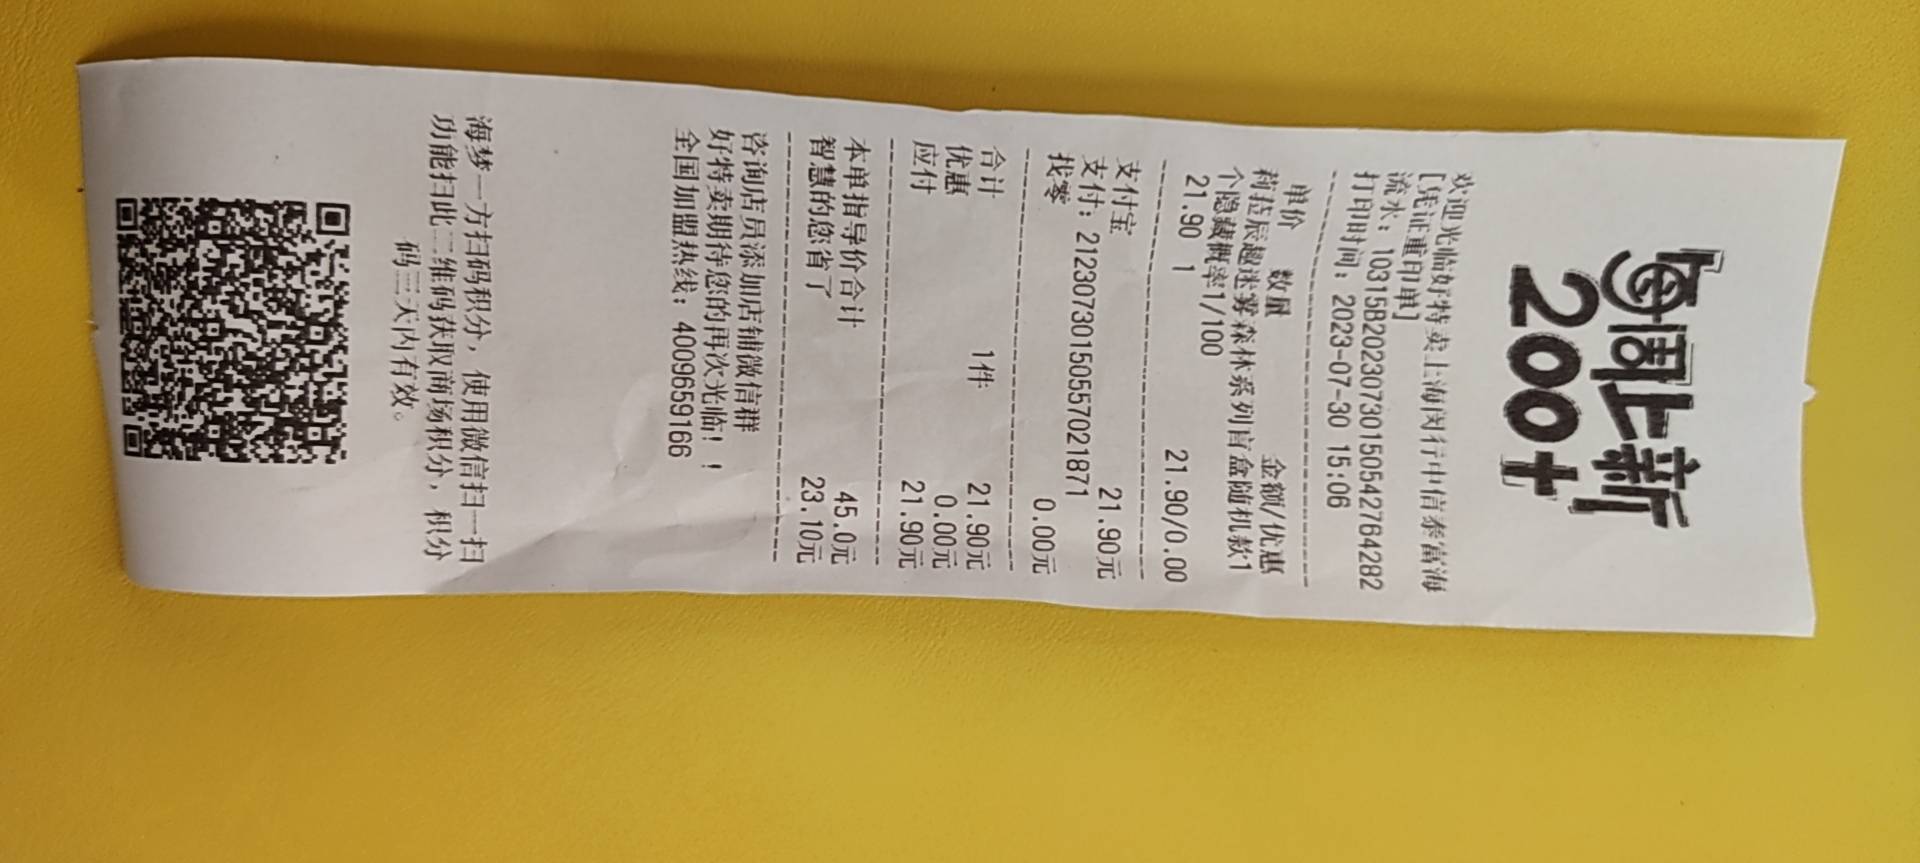 每周上新
200+
欢迎光临好特卖上海闵行中信泰富海
[凭证重印单]
流水：10315B2023073015054276428​2
打印时间：2023-07-30 15:06
单价 数量 金额/优惠
莉拉辰趣迷雾森林系列盲盒随机款1
个隐藏概率1/100
21.90 1 21.90/0.00
支付宝 21.90元
支付：2123073015055702187​1
找零 0.00元
合计 1件 21.90元
优惠 0.00元
应付 21.90元
本单指导价合计 45.0元
智慧的您省了 23.10元
咨询店员添加店铺微信群
好特卖期待您的再次光临！！
全国加盟热线：4009659166
海梦一方扫码积分，使用微信扫一扫
功能扫此二维码获取商场积分，积分
码三天内有效。